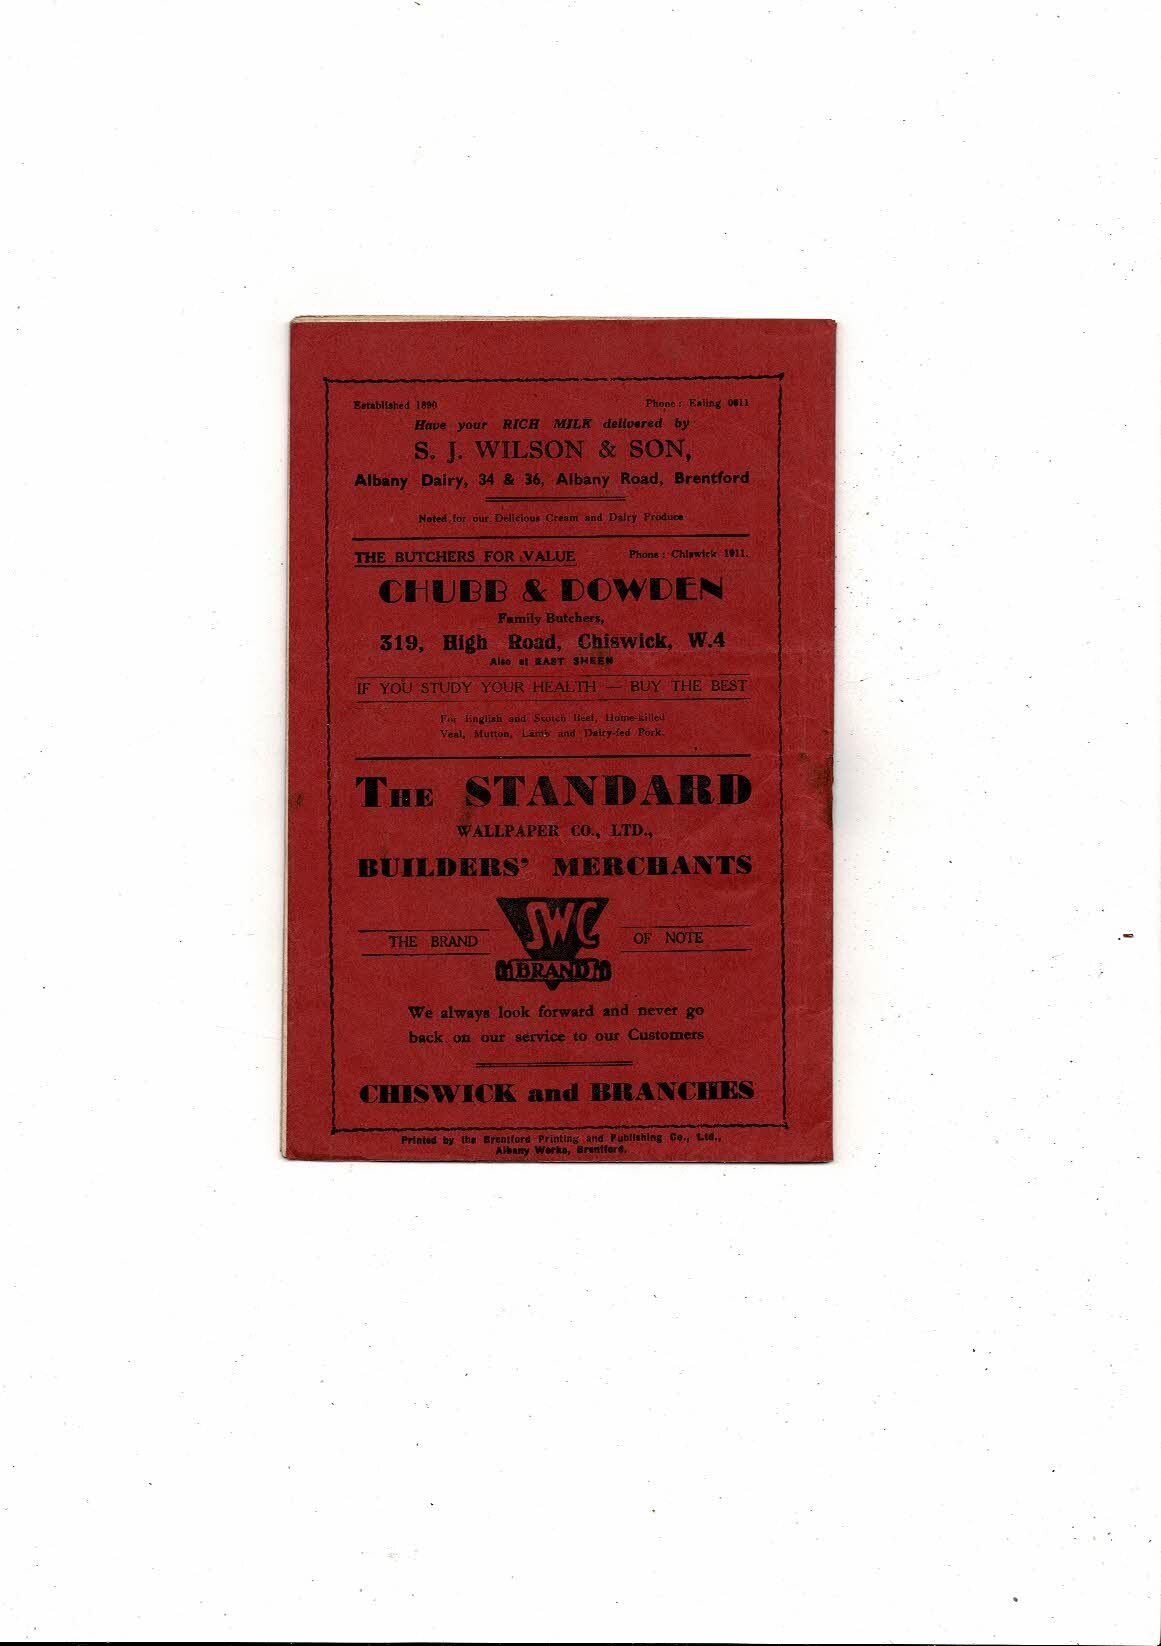 Established 1890 Phone: Ealing 0611
Have your RICH MILK delivered by
S. J. WILSON & SON,
Albany Dairy, 34 & 36, Albany Road, Brentford
Noted for our Delicious Cream and Dairy Produce
THE BUTCHERS FOR VALUE Phone: Chiswick 1911.
CHUBB & DOWDEN
Family Butchers,
319, High Road, Chiswick, W.4
Also at EAST SHEEN
IF YOU STUDY YOUR HEALTH — BUY THE BEST
For English and Scotch Beef, Home-killed
Veal, Mutton, Lamb and Dairy-fed Pork.
THE STANDARD
WALLPAPER CO., LTD.,
BUILDERS' MERCHANTS
THE BRAND SWC OF NOTE
BRAND
We always look forward and never go
back on our service to our Customers
CHISWICK and BRANCHES
Printed by the Brentford Printing and Publishing Co., Ltd.,
Albany Works, Brentford.